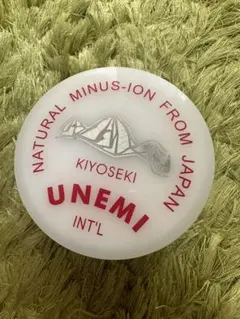 NATURAL MINUS-ION FROM JAPAN
KIYOSEKI
UNEMI
INT'L